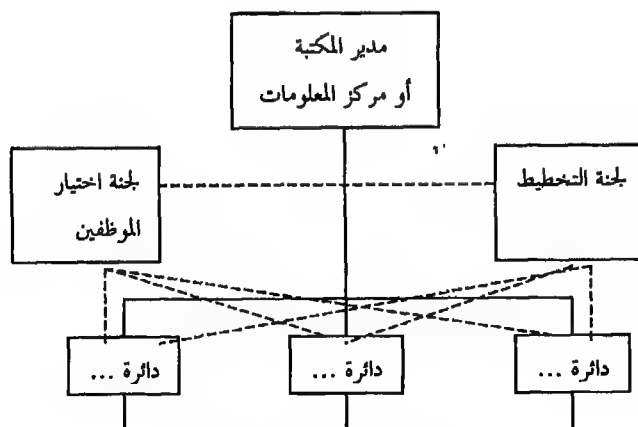 مدير المكتبة
أو مركز المعلومات
لجنة التخطيط
لجنة اختيار
الموظفين
دائرة ...
دائرة ...
دائرة ...